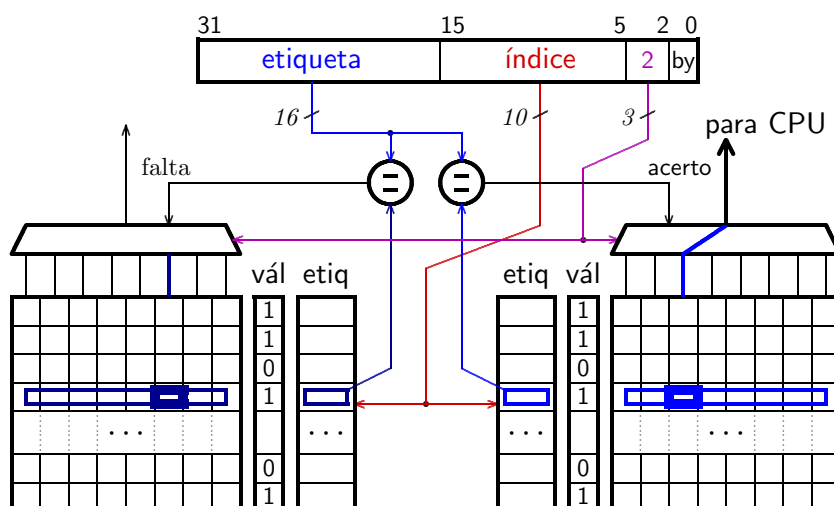 31 15 5 2 0
etiqueta índice 2 by
16 10 3
para CPU
falta = = acerto
vál etiq etiq vál
1 1
1 1
0 0
1 1
··· ··· ··· ···
0 0
1 1